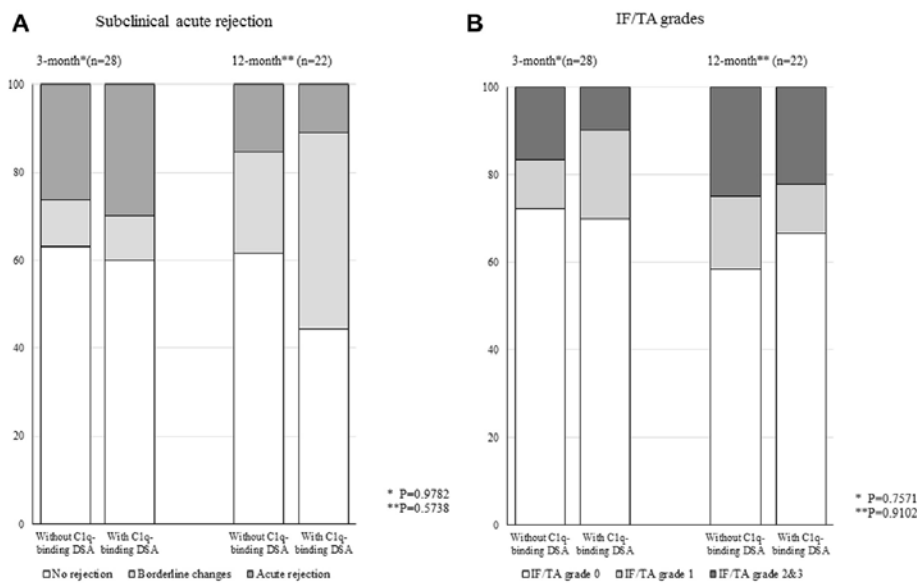 A
Subclinical acute rejection
3-month*(n=28)
12-month** (n=22)
100
80
60
40
20
0
Without C1q-
binding DSA
With C1q-
binding DSA
Without C1q-
binding DSA
With C1q-
binding DSA
* P=0.9782
**P=0.5738
No rejection
Borderline changes
Acute rejection
B
IF/TA grades
3-month*(n=28)
12-month** (n=22)
100
80
60
40
20
0
Without C1q-
binding DSA
With C1q-
binding DSA
Without C1q-
binding DSA
With C1q-
binding DSA
* P=0.7571
**P=0.9102
IF/TA grade 0
IF/TA grade 1
IF/TA grade 2&3